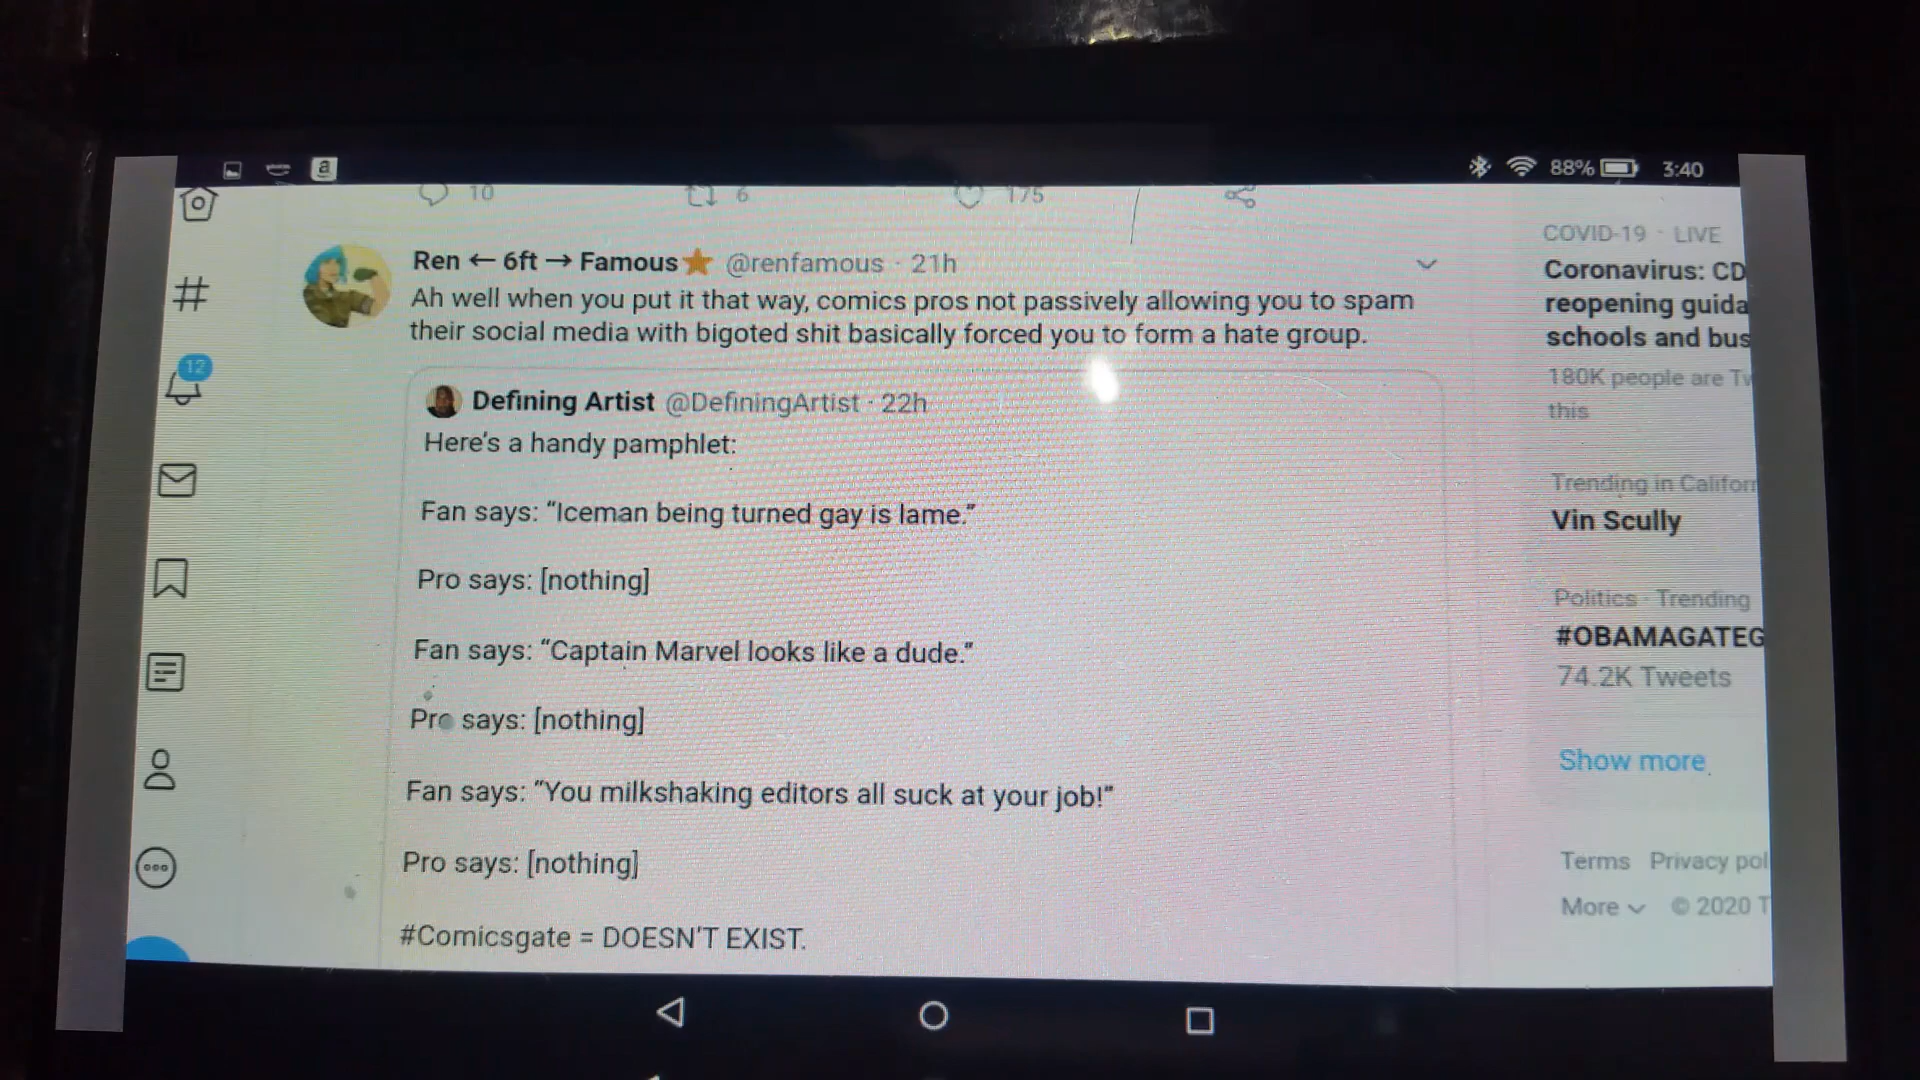 a
88%
3:40
10
6
175
Ren ← 6ft → Famous⭐ @renfamous · 21h
Ah well when you put it that way, comics pros not passively allowing you to spam
their social media with bigoted shit basically forced you to form a hate group.
Defining Artist @DefiningArtist · 22h
Here's a handy pamphlet:
Fan says: “Iceman being turned gay is lame.”
Pro says: [nothing]
Fan says: “Captain Marvel looks like a dude.”
Pro says: [nothing]
Fan says: “You milkshaking editors all suck at your job!”
Pro says: [nothing]
#Comicsgate = DOESN'T EXIST.
12
COVID-19 · LIVE
Coronavirus: CD
reopening guida
schools and bus
180K people are Tw
this
Trending in Californ
Vin Scully
Politics · Trending
#OBAMAGATEG
74.2K Tweets
Show more
Terms Privacy pol
More © 2020 T